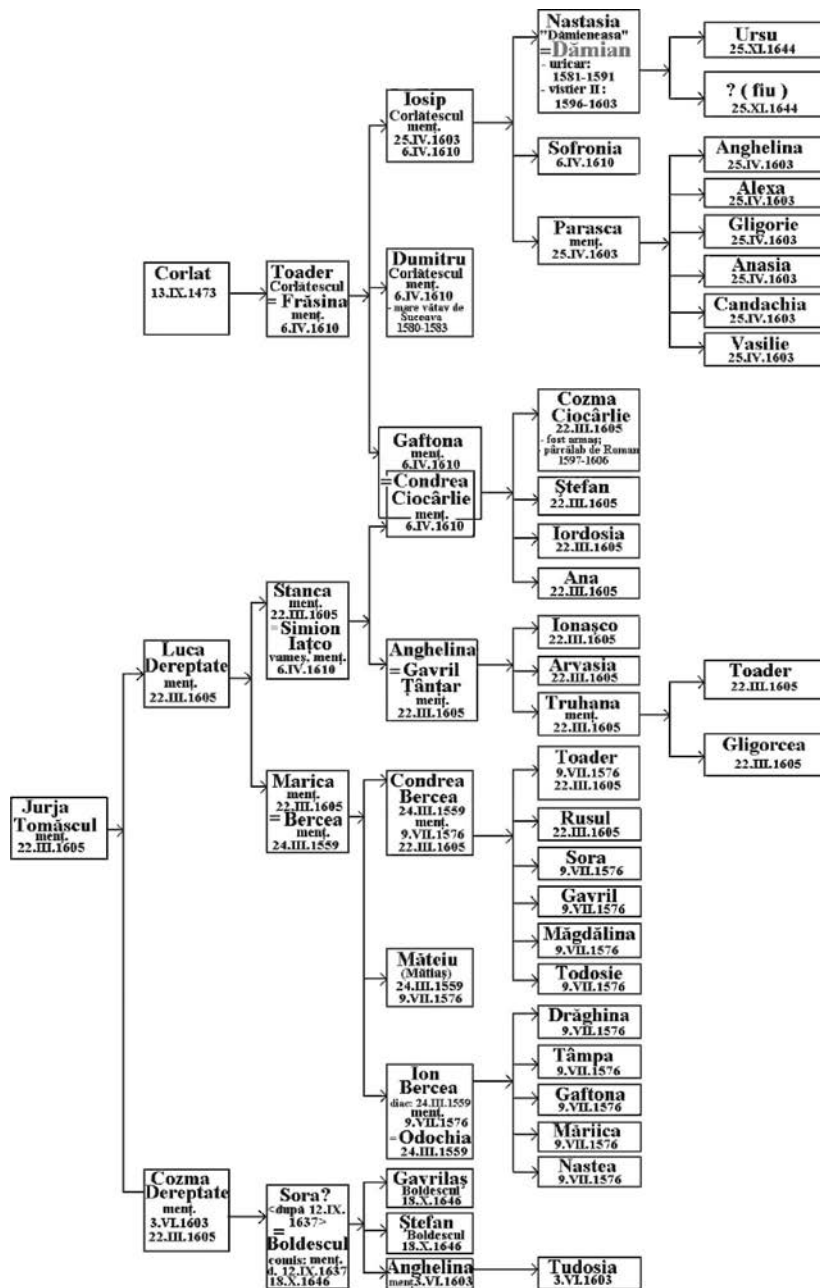 Nastasia
"Dămieneasa"
=Dămian
- uricar:
1581-1591
- vistier II:
1596-1603
Ursu
25.XI.1644
? ( fiu )
25.XI.1644
Iosip
Corlătescul
menț.
25.IV.1603
6.IV.1610
Sofronia
6.IV.1610
Parasca
menț.
25.IV.1603
Anghelina
25.IV.1603
Alexa
25.IV.1603
Gligorie
25.IV.1603
Anasia
25.IV.1603
Candachia
25.IV.1603
Vasilie
25.IV.1603
Corlat
13.IX.1473
Toader
Corlătescul
= Frăsina
menț.
6.IV.1610
Dumitru
Corlătescul
menț.
6.IV.1610
- mare vătav de
Suceava
1580-1583
Gaftona
menț.
6.IV.1610
= Condrea
Ciocârlie
menț.
6.IV.1610
Cozma
Ciocârlie
22.III.1605
- fost armaș;
- pârcălab de Roman
1597-1606
Ștefan
22.III.1605
Iordosia
22.III.1605
Ana
22.III.1605
Luca
Dereptate
menț.
22.III.1605
Stanca
menț.
22.III.1605
= Simion
Iațco
vameș, menț.
6.IV.1610
Anghelina
= Gavril
Țânțar
menț.
22.III.1605
Ionașco
22.III.1605
Arvasia
22.III.1605
Truhana
menț.
22.III.1605
Toader
22.III.1605
Gligorcea
22.III.1605
Jurja
Tomăscul
menț.
22.III.1605
Marica
menț.
22.III.1605
= Bercea
menț.
24.III.1559
Condrea
Bercea
24.III.1559
menț.
9.VII.1576
22.III.1605
Toader
9.VII.1576
22.III.1605
Rusul
22.III.1605
Sora
9.VII.1576
Gavril
9.VII.1576
Măgdălina
9.VII.1576
Todosie
9.VII.1576
Măteiu
(Mătiaș)
24.III.1559
9.VII.1576
Ion
Bercea
diac: 24.III.1559
menț.
9.VII.1576
= Odochia
24.III.1559
Drăghina
9.VII.1576
Tâmpa
9.VII.1576
Gaftona
9.VII.1576
Măriica
9.VII.1576
Nastea
9.VII.1576
Cozma
Dereptate
menț.
3.VI.1603
22.III.1605
Sora?
<după 12.IX.
1637>
=
Boldescul
comis: menț.
d. 12.IX.1637
18.X.1646
Gavrilaș
Boldescul
18.X.1646
Ștefan
Boldescul
18.X.1646
Anghelina
menț.3.VI.1603
Tudosia
3.VI.1603